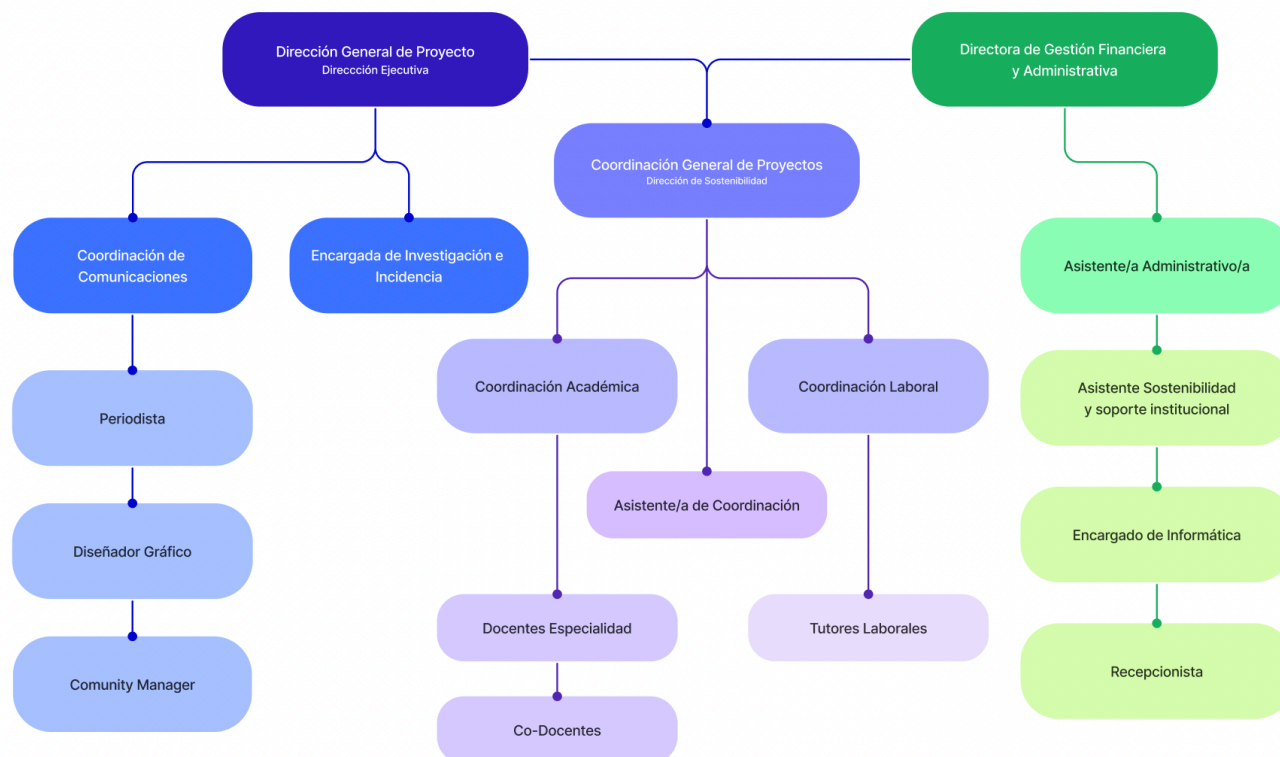 Dirección General de Proyecto
Direccción Ejecutiva
Directora de Gestión Financiera
y Administrativa
Coordinación General de Proyectos
Dirección de Sostenibilidad
Coordinación de
Comunicaciones
Encargada de Investigación e
Incidencia
Asistente/a Administrativo/a
Coordinación Académica
Coordinación Laboral
Asistente Sostenibilidad
y soporte institucional
Periodista
Asistente/a de Coordinación
Encargado de Informática
Diseñador Gráfico
Docentes Especialidad
Tutores Laborales
Recepcionista
Comunity Manager
Co-Docentes